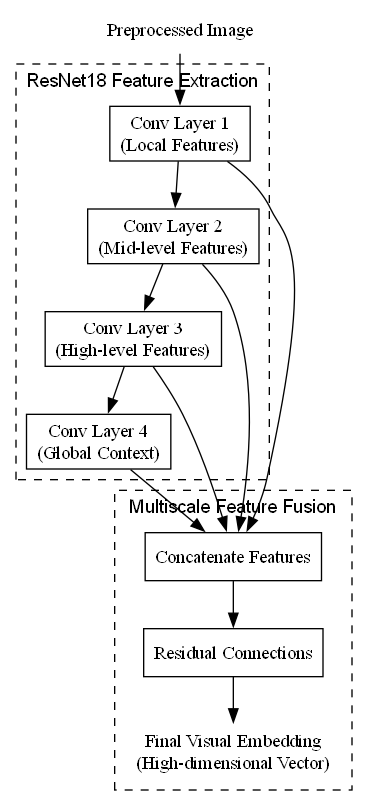 Preprocessed Image
ResNet18 Feature Extraction
Conv Layer 1
(Local Features)
Conv Layer 2
(Mid-level Features)
Conv Layer 3
(High-level Features)
Conv Layer 4
(Global Context)
Multiscale Feature Fusion
Concatenate Features
Residual Connections
Final Visual Embedding
(High-dimensional Vector)